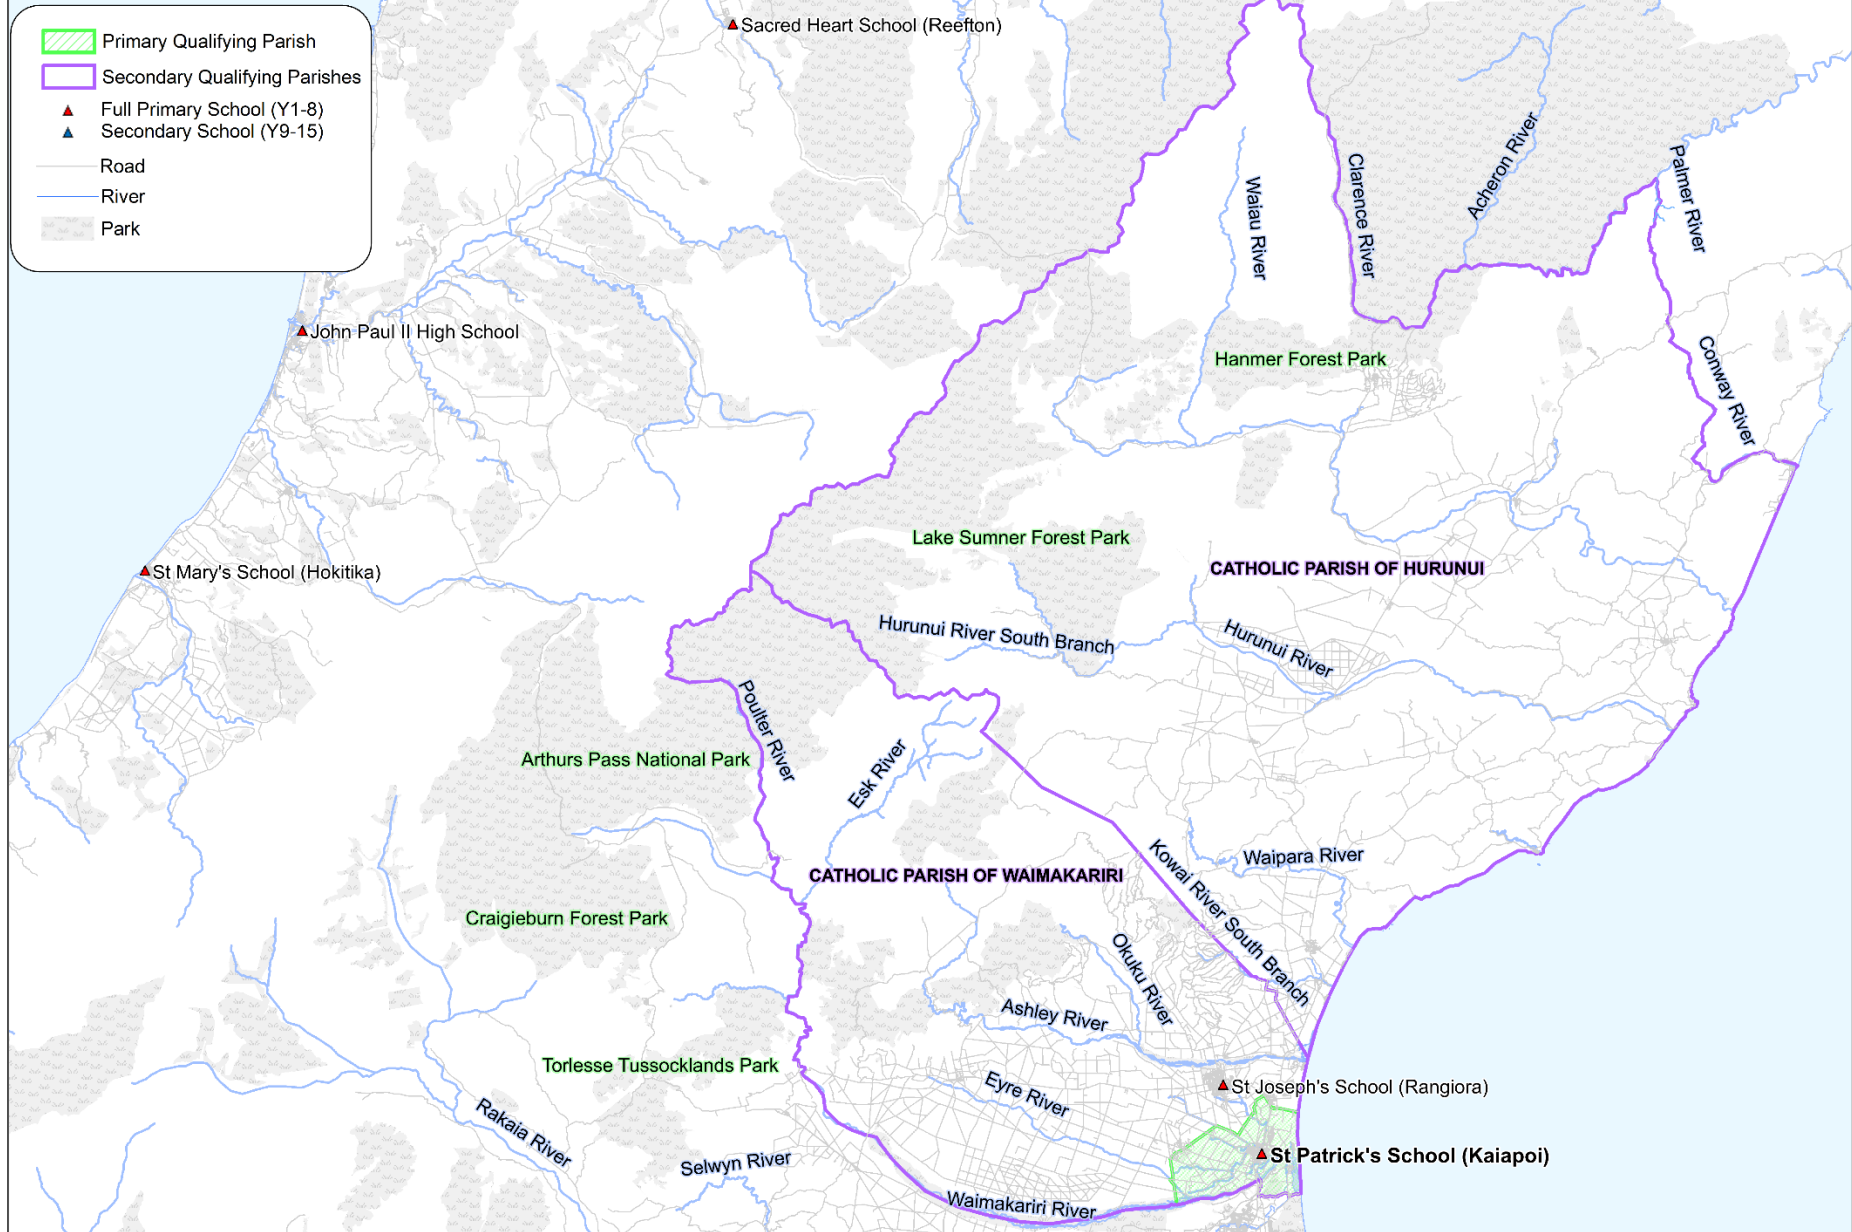 Primary Qualifying Parish
Secondary Qualifying Parishes
Full Primary School (Y1-8)
Secondary School (Y9-15)
Road
River
Park
Sacred Heart School (Reefton)
Acheron River
Palmer River
Clarence River
Waiau River
John Paul II High School
Hanmer Forest Park
Conway River
Lake Sumner Forest Park
CATHOLIC PARISH OF HURUNUI
St Mary's School (Hokitika)
Hurunui River South Branch
Hurunui River
Poulter River
Arthurs Pass National Park
Esk River
Waipara River
CATHOLIC PARISH OF WAIMAKARIRI
Kowai River South Branch
Craigieburn Forest Park
Okuku River
Ashley River
Torlesse Tussocklands Park
Eyre River
St Joseph's School (Rangiora)
Rakaia River
Selwyn River
St Patrick's School (Kaiapoi)
Waimakariri River